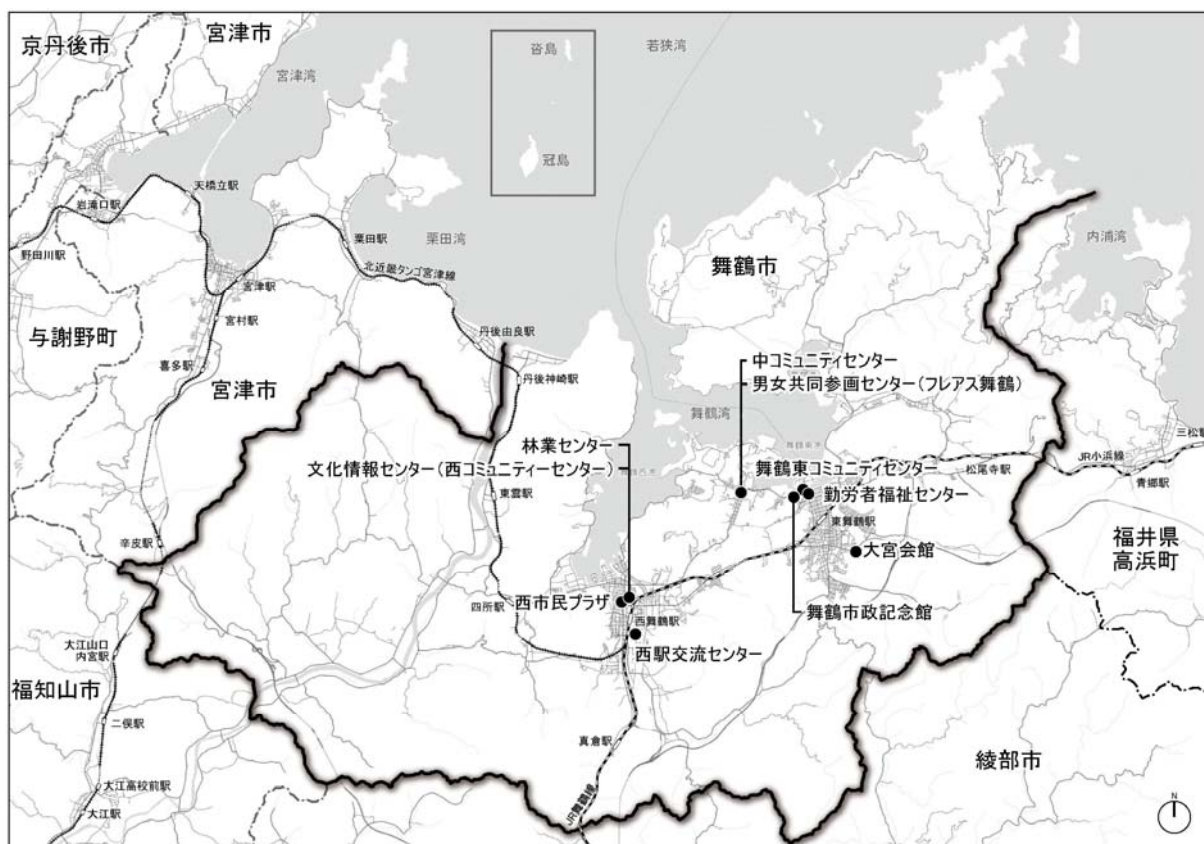 京丹後市
宮津市
宮津湾
沓島
若狭湾
冠島
天橋立駅
岩滝口駅
野田川駅
栗田駅
栗田湾
北近畿タンゴ宮津線
宮津駅
宮村駅
与謝野町
喜多駅
宮津市
丹後由良駅
丹後神崎駅
舞鶴市
内浦湾
中コミュニティセンター
男女共同参画センター(フレアス舞鶴)
舞鶴湾
林業センター
文化情報センター(西コミュニティーセンター)
舞鶴東コミュニティセンター
勤労者福祉センター
松尾寺駅
JR小浜線
三松駅
青郷駅
東雲駅
東舞鶴駅
大宮会館
福井県
高浜町
辛皮駅
四所駅
西市民プラザ
西舞鶴駅
西駅交流センター
舞鶴市政記念館
大江山口
内宮駅
福知山市
二俣駅
真倉駅
綾部市
大江高校前駅
大江駅
JR舞鶴線
N